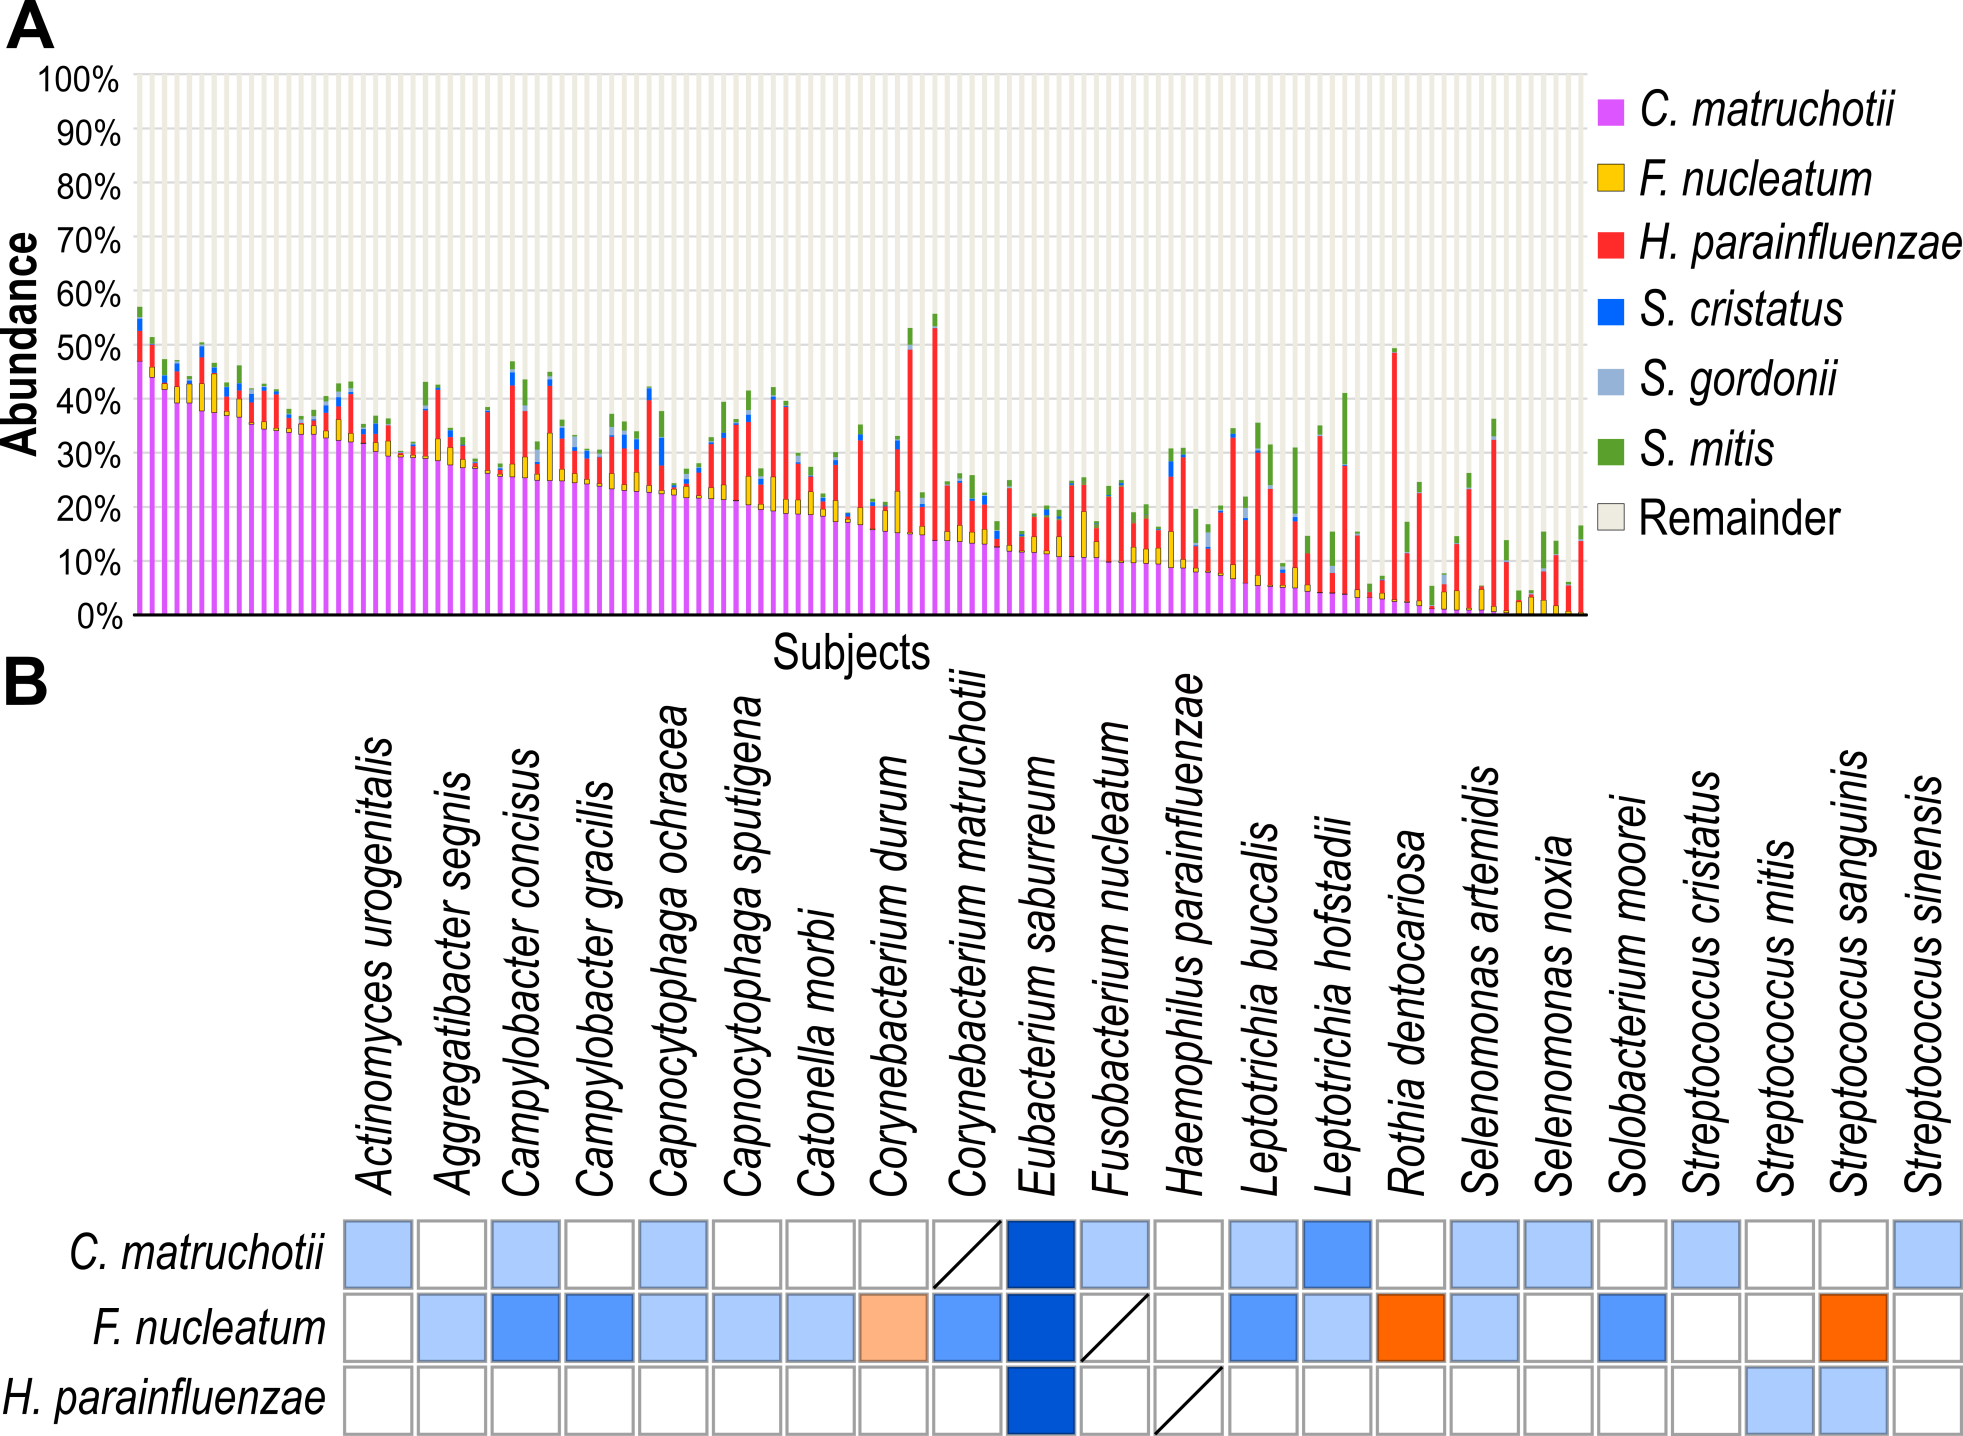 A
100%
90%
80%
70%
60%
50%
40%
30%
20%
10%
0%
Abundance
Subjects
C. matruchotii
F. nucleatum
H. parainfluenzae
S. cristatus
S. gordonii
S. mitis
Remainder
B
Actinomyces urogenitalis
Aggregatibacter segnis
Campylobacter concisus
Campylobacter gracilis
Capnocytophaga ochracea
Capnocytophaga sputigena
Catonella morbi
Corynebacterium durum
Corynebacterium matruchotii
Eubacterium saburreum
Fusobacterium nucleatum
Haemophilus parainfluenzae
Leptotrichia buccalis
Leptotrichia hofstadii
Rothia dentocariosa
Selenomonas artemidis
Selenomonas noxia
Solobacterium moorei
Streptococcus cristatus
Streptococcus mitis
Streptococcus sanguinis
Streptococcus sinensis
C. matruchotii
F. nucleatum
H. parainfluenzae